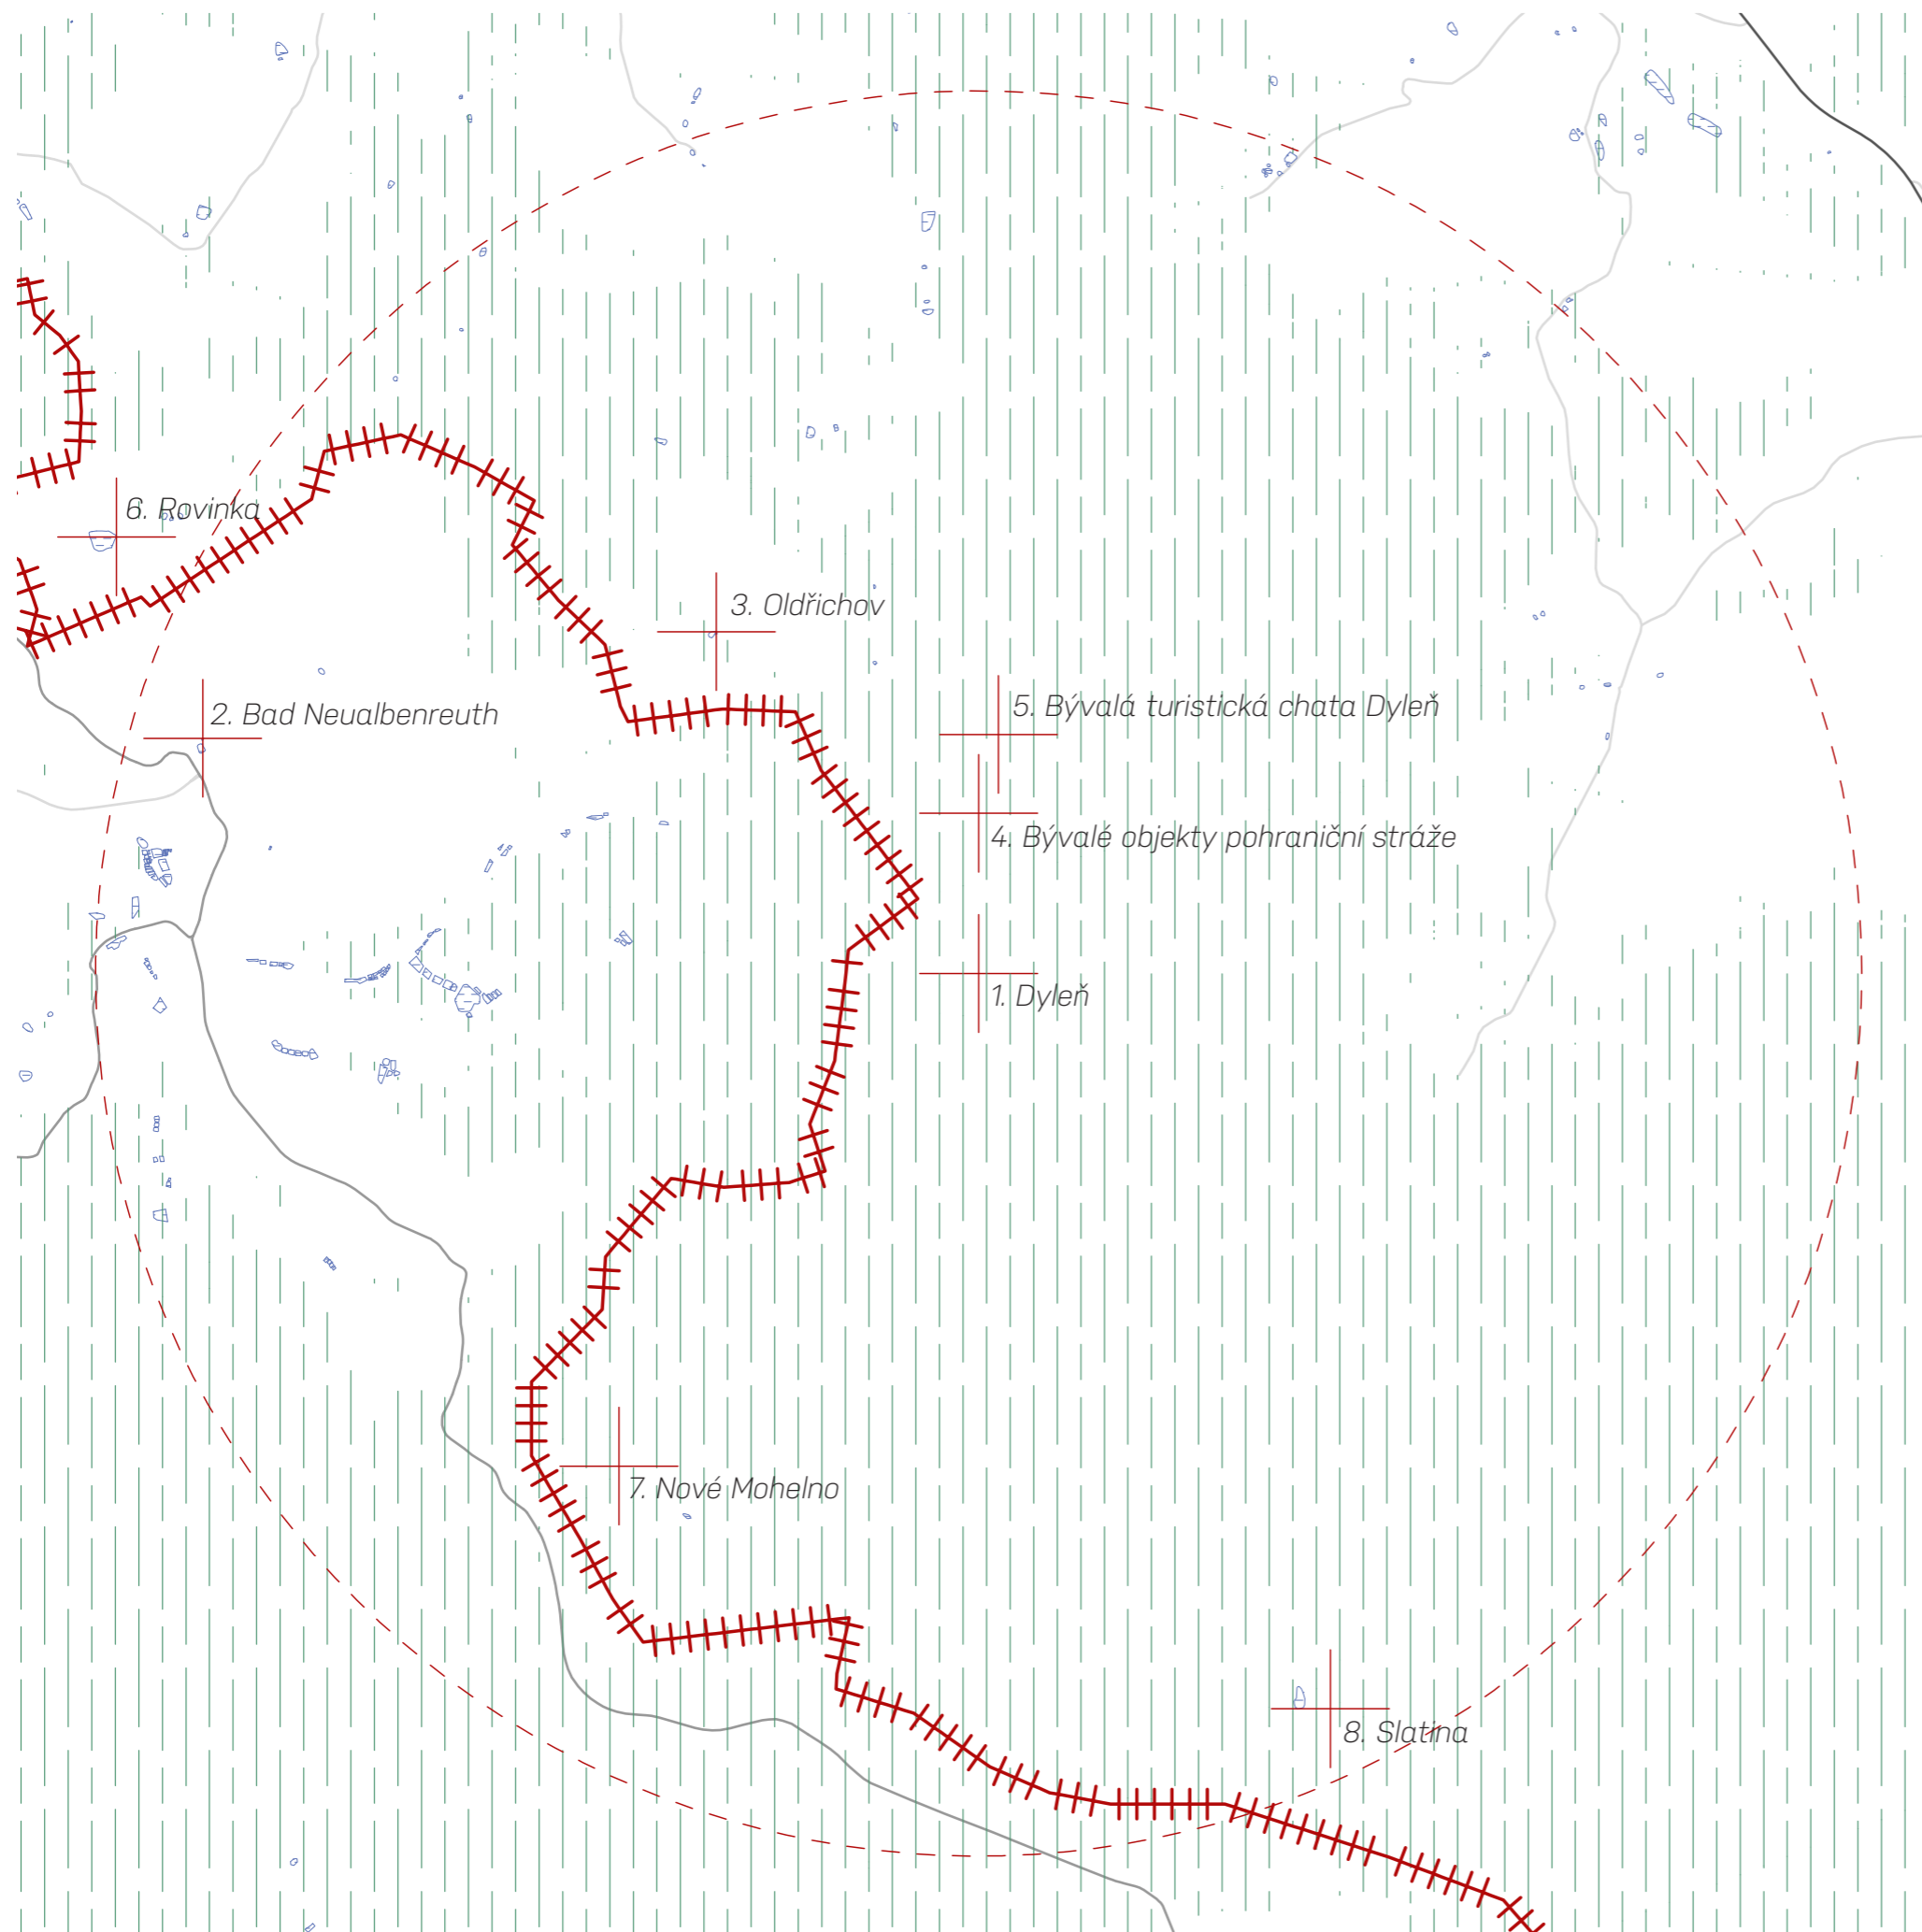 6. Rovinka
3. Oldřichov
2. Bad Neualbenreuth
5. Bývalá turistická chata Dyleň
4. Bývalé objekty pohraniční stráže
1. Dyleň
7. Nové Mohelno
8. Slatina